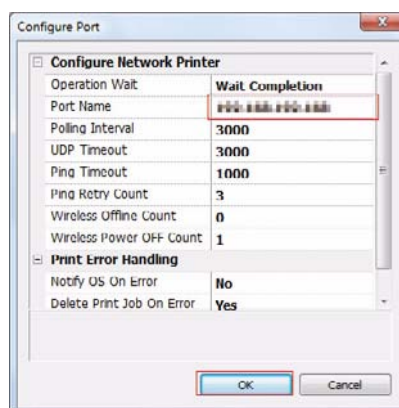 Configure Port
Configure Network Printer
Operation Wait Wait Completion
Port Name
Polling Interval 3000
UDP Timeout 3000
Ping Timeout 1000
Ping Retry Count 3
Wireless Offline Count 0
Wireless Power OFF Count 1
Print Error Handling
Notify OS On Error No
Delete Print Job On Error Yes
OK Cancel